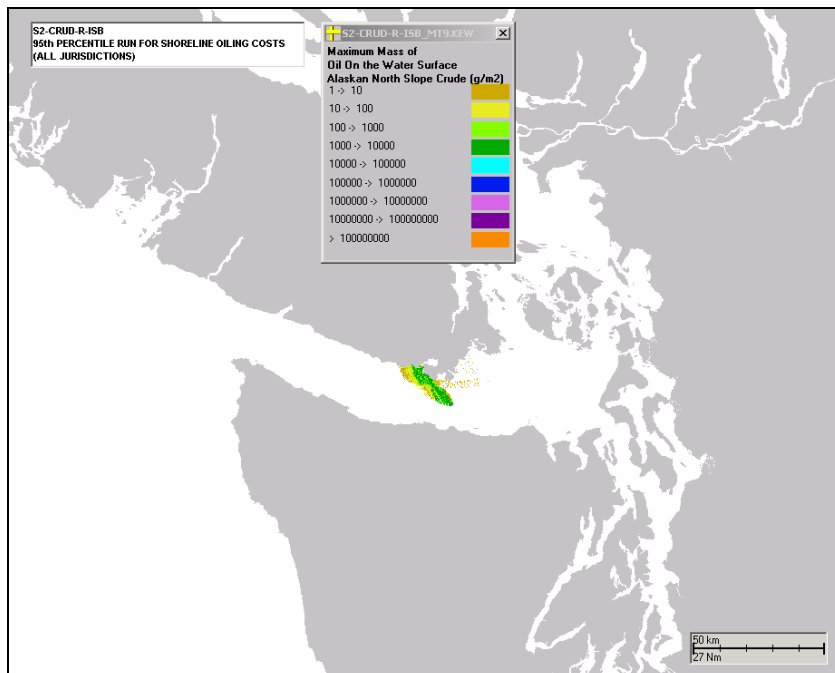 S2-CRUD-R-ISB
95th PERCENTILE RUN FOR SHORELINE OILING COSTS
(ALL JURISDICTIONS)
S2-CRUD-R-ISB_MT9.KEW
Maximum Mass of
Oil On the Water Surface
Alaskan North Slope Crude (g/m2)
1 -> 10
10 -> 100
100 -> 1000
1000 -> 10000
10000 -> 100000
100000 -> 1000000
1000000 -> 10000000
10000000 -> 100000000
> 100000000
50 km
27 Nm